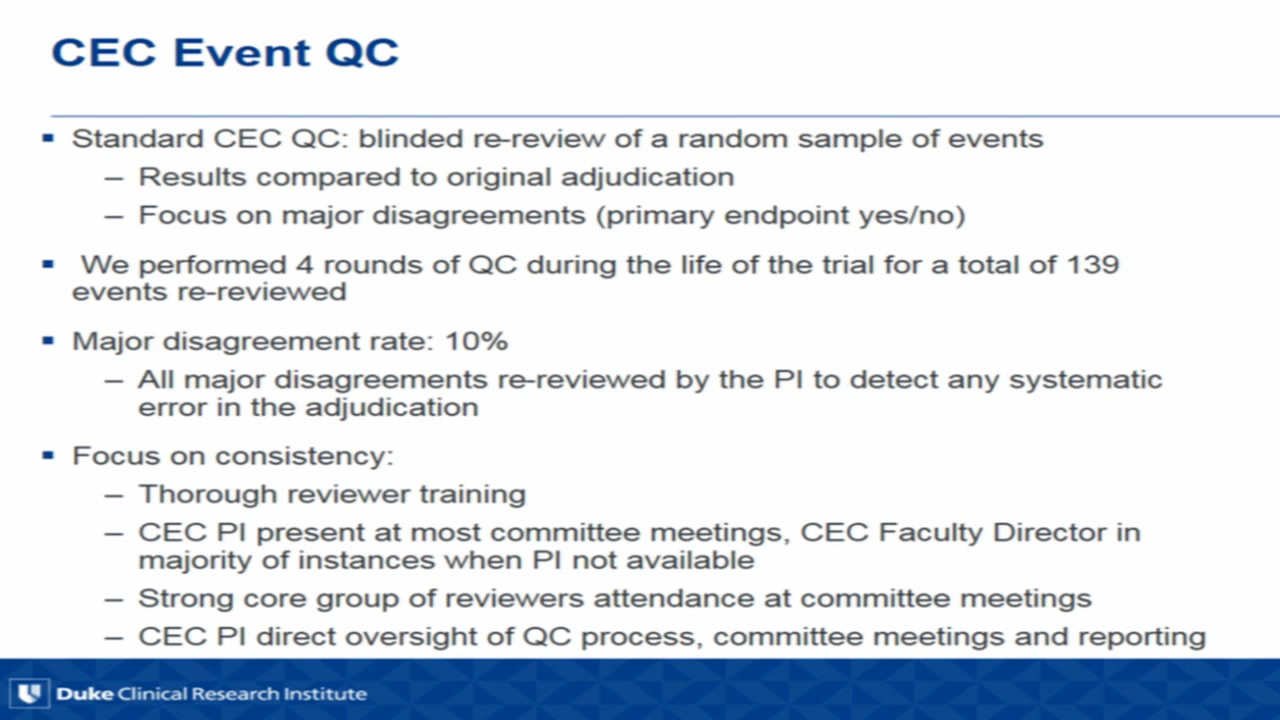 CEC Event QC
▪ Standard CEC QC: blinded re-review of a random sample of events
– Results compared to original adjudication
– Focus on major disagreements (primary endpoint yes/no)
▪ We performed 4 rounds of QC during the life of the trial for a total of 139
events re-reviewed
▪ Major disagreement rate: 10%
– All major disagreements re-reviewed by the PI to detect any systematic
error in the adjudication
▪ Focus on consistency:
– Thorough reviewer training
– CEC PI present at most committee meetings, CEC Faculty Director in
majority of instances when PI not available
– Strong core group of reviewers attendance at committee meetings
– CEC PI direct oversight of QC process, committee meetings and reporting
Duke Clinical Research Institute